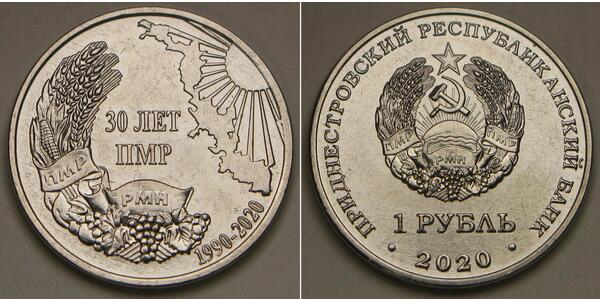 30 ЛЕТ
ПМР
ПМР
РМН
1990-2020
ПРИДНЕСТРОВСКИЙ РЕСПУБЛИКАНСКИЙ БАНК
ПМР
РМН
ПМР
1 РУБЛЬ
• 2020 •